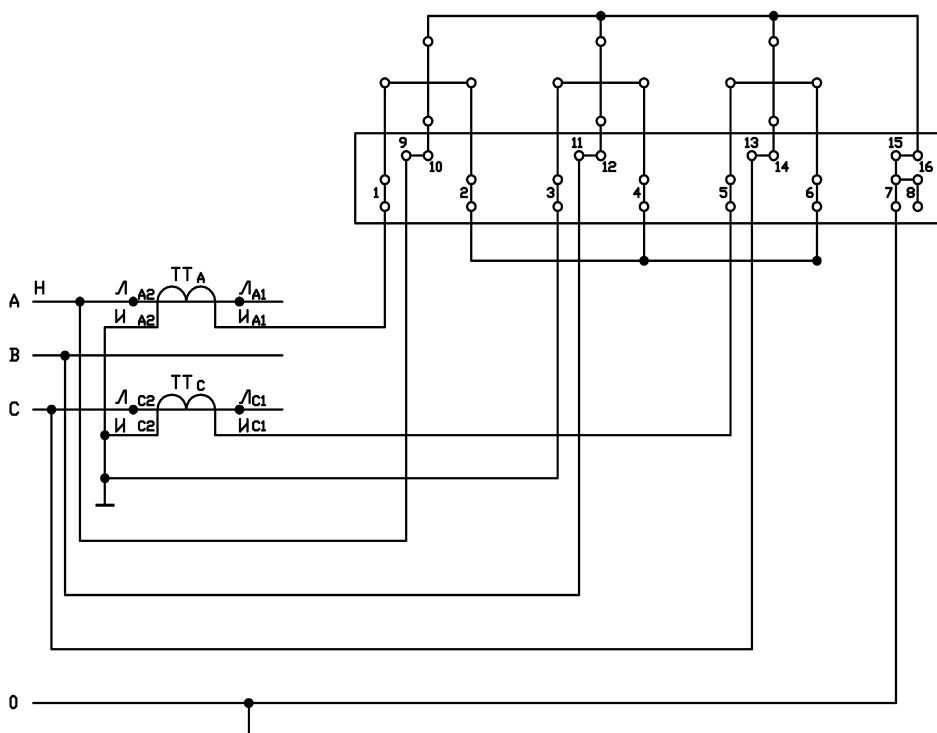 9 11 13 15
10 12 14 16
1 2 3 4 5 6 7 8
ТТ А
А Н Л А2 Л А1
И А2 И А1
В
ТТ С
С Л С2 Л С1
И С2 И С1
0